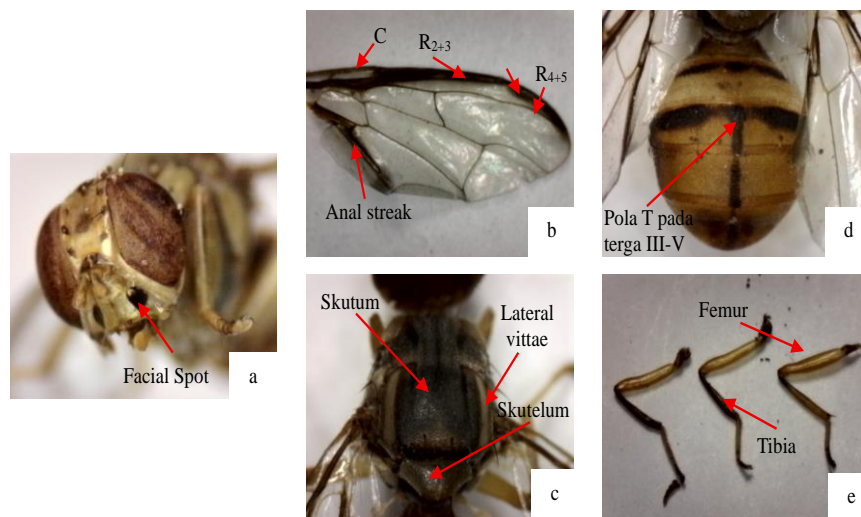 Facial Spot
a
C
R2+3
R4+5
Anal streak
b
Skutum
Lateral
vittae
Skutelum
c
Pola T pada
terga III-V
d
Femur
Tibia
e